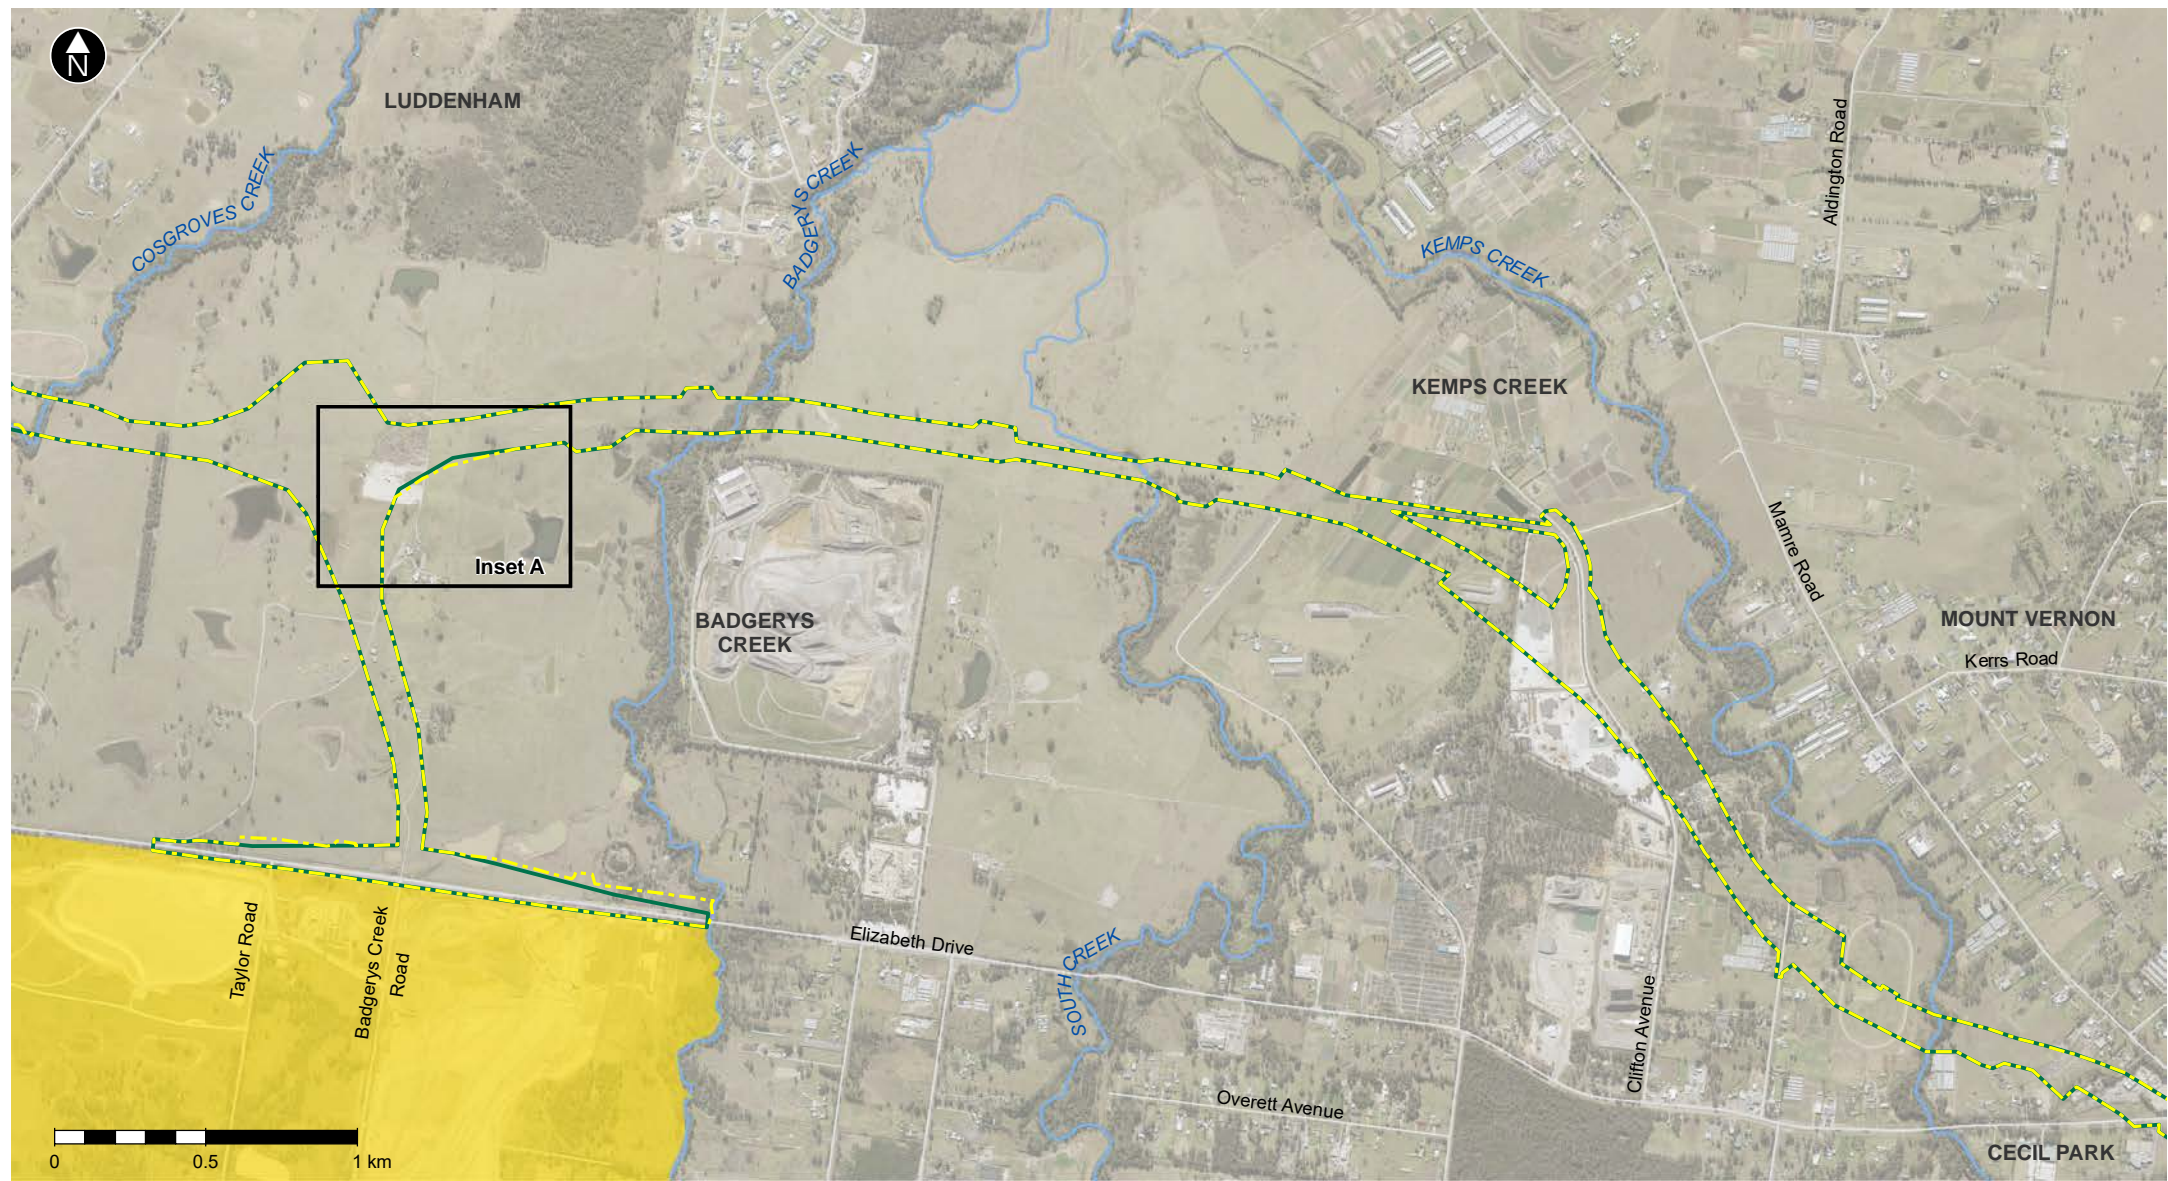 N
LUDDENHAM
COSGROVES CREEK
BADGERYS CREEK
KEMPS CREEK
Aldington Road
KEMPS CREEK
Mamre Road
Inset A
BADGERYS
CREEK
MOUNT VERNON
Kerrs Road
Taylor Road
Badgerys Creek
Road
Elizabeth Drive
SOUTH CREEK
Clifton Avenue
Overett Avenue
CECIL PARK
0 0.5 1 km